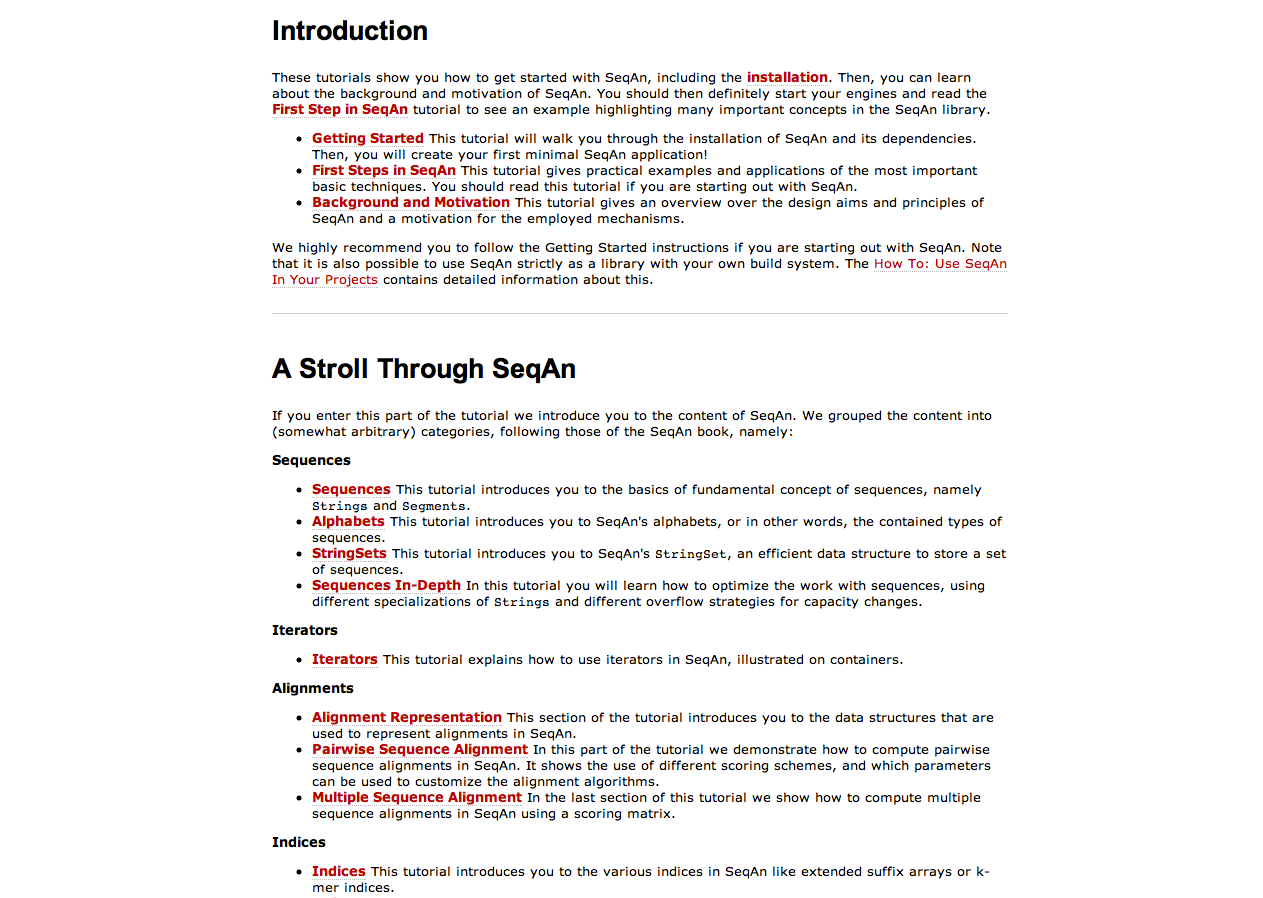 Introduction
These tutorials show you how to get started with SeqAn, including the installation. Then, you can learn
about the background and motivation of SeqAn. You should then definitely start your engines and read the
First Step in SeqAn tutorial to see an example highlighting many important concepts in the SeqAn library.
• Getting Started This tutorial will walk you through the installation of SeqAn and its dependencies.
Then, you will create your first minimal SeqAn application!
• First Steps in SeqAn This tutorial gives practical examples and applications of the most important
basic techniques. You should read this tutorial if you are starting out with SeqAn.
• Background and Motivation This tutorial gives an overview over the design aims and principles of
SeqAn and a motivation for the employed mechanisms.
We highly recommend you to follow the Getting Started instructions if you are starting out with SeqAn. Note
that it is also possible to use SeqAn strictly as a library with your own build system. The How To: Use SeqAn
In Your Projects contains detailed information about this.
A Stroll Through SeqAn
If you enter this part of the tutorial we introduce you to the content of SeqAn. We grouped the content into
(somewhat arbitrary) categories, following those of the SeqAn book, namely:
Sequences
• Sequences This tutorial introduces you to the basics of fundamental concept of sequences, namely
Strings and Segments.
• Alphabets This tutorial introduces you to SeqAn's alphabets, or in other words, the contained types of
sequences.
• StringSets This tutorial introduces you to SeqAn's StringSet, an efficient data structure to store a set
of sequences.
• Sequences In-Depth In this tutorial you will learn how to optimize the work with sequences, using
different specializations of Strings and different overflow strategies for capacity changes.
Iterators
• Iterators This tutorial explains how to use iterators in SeqAn, illustrated on containers.
Alignments
• Alignment Representation This section of the tutorial introduces you to the data structures that are
used to represent alignments in SeqAn.
• Pairwise Sequence Alignment In this part of the tutorial we demonstrate how to compute pairwise
sequence alignments in SeqAn. It shows the use of different scoring schemes, and which parameters
can be used to customize the alignment algorithms.
• Multiple Sequence Alignment In the last section of this tutorial we show how to compute multiple
sequence alignments in SeqAn using a scoring matrix.
Indices
• Indices This tutorial introduces you to the various indices in SeqAn like extended suffix arrays or k-
mer indices.